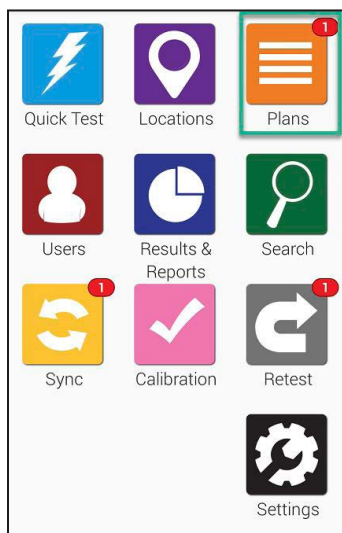 1
Quick Test
Locations
Plans
Users
Results &
Reports
Search
1
1
Sync
Calibration
Retest
Settings